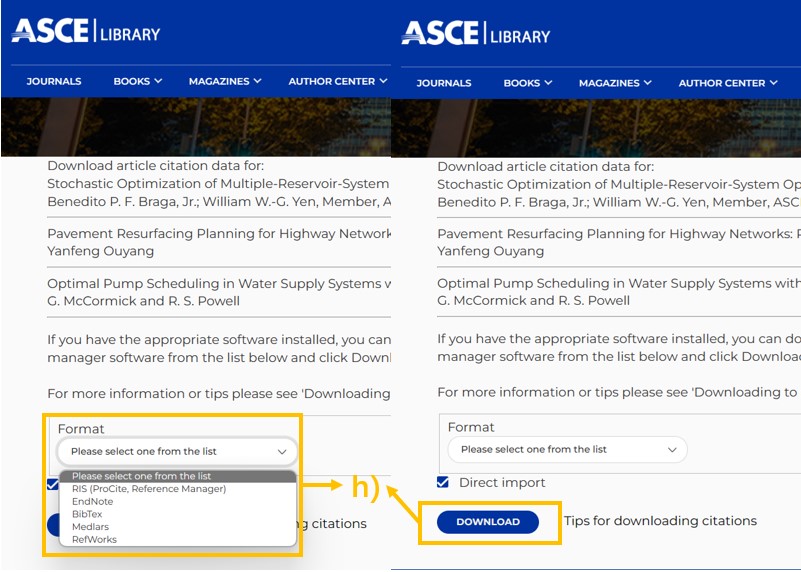 ASCE LIBRARY
JOURNALS BOOKS MAGAZINES AUTHOR CENTER
Download article citation data for:
Stochastic Optimization of Multiple-Reservoir-System
Benedito P. F. Braga, Jr.; William W.-G. Yen, Member, A
Pavement Resurfacing Planning for Highway Network
Yanfeng Ouyang
Optimal Pump Scheduling in Water Supply Systems w
G. McCormick and R. S. Powell
If you have the appropriate software installed, you can
manager software from the list below and click Downl
For more information or tips please see 'Downloading
Format
Please select one from the list
Please select one from the list
RIS (ProCite, Reference Manager)
EndNote
BibTex
Medlars
RefWorks
ng citations
h)
ASCE LIBRARY
JOURNALS BOOKS MAGAZINES AUTHOR CENTER
Download article citation data for:
Stochastic Optimization of Multiple-Reservoir-System Op
Benedito P. F. Braga, Jr.; William W.-G. Yen, Member, ASC
Pavement Resurfacing Planning for Highway Networks: P
Yanfeng Ouyang
Optimal Pump Scheduling in Water Supply Systems with
G. McCormick and R. S. Powell
If you have the appropriate software installed, you can do
manager software from the list below and click Downloa
For more information or tips please see 'Downloading to
Format
Please select one from the list
Direct import
DOWNLOAD Tips for downloading citations